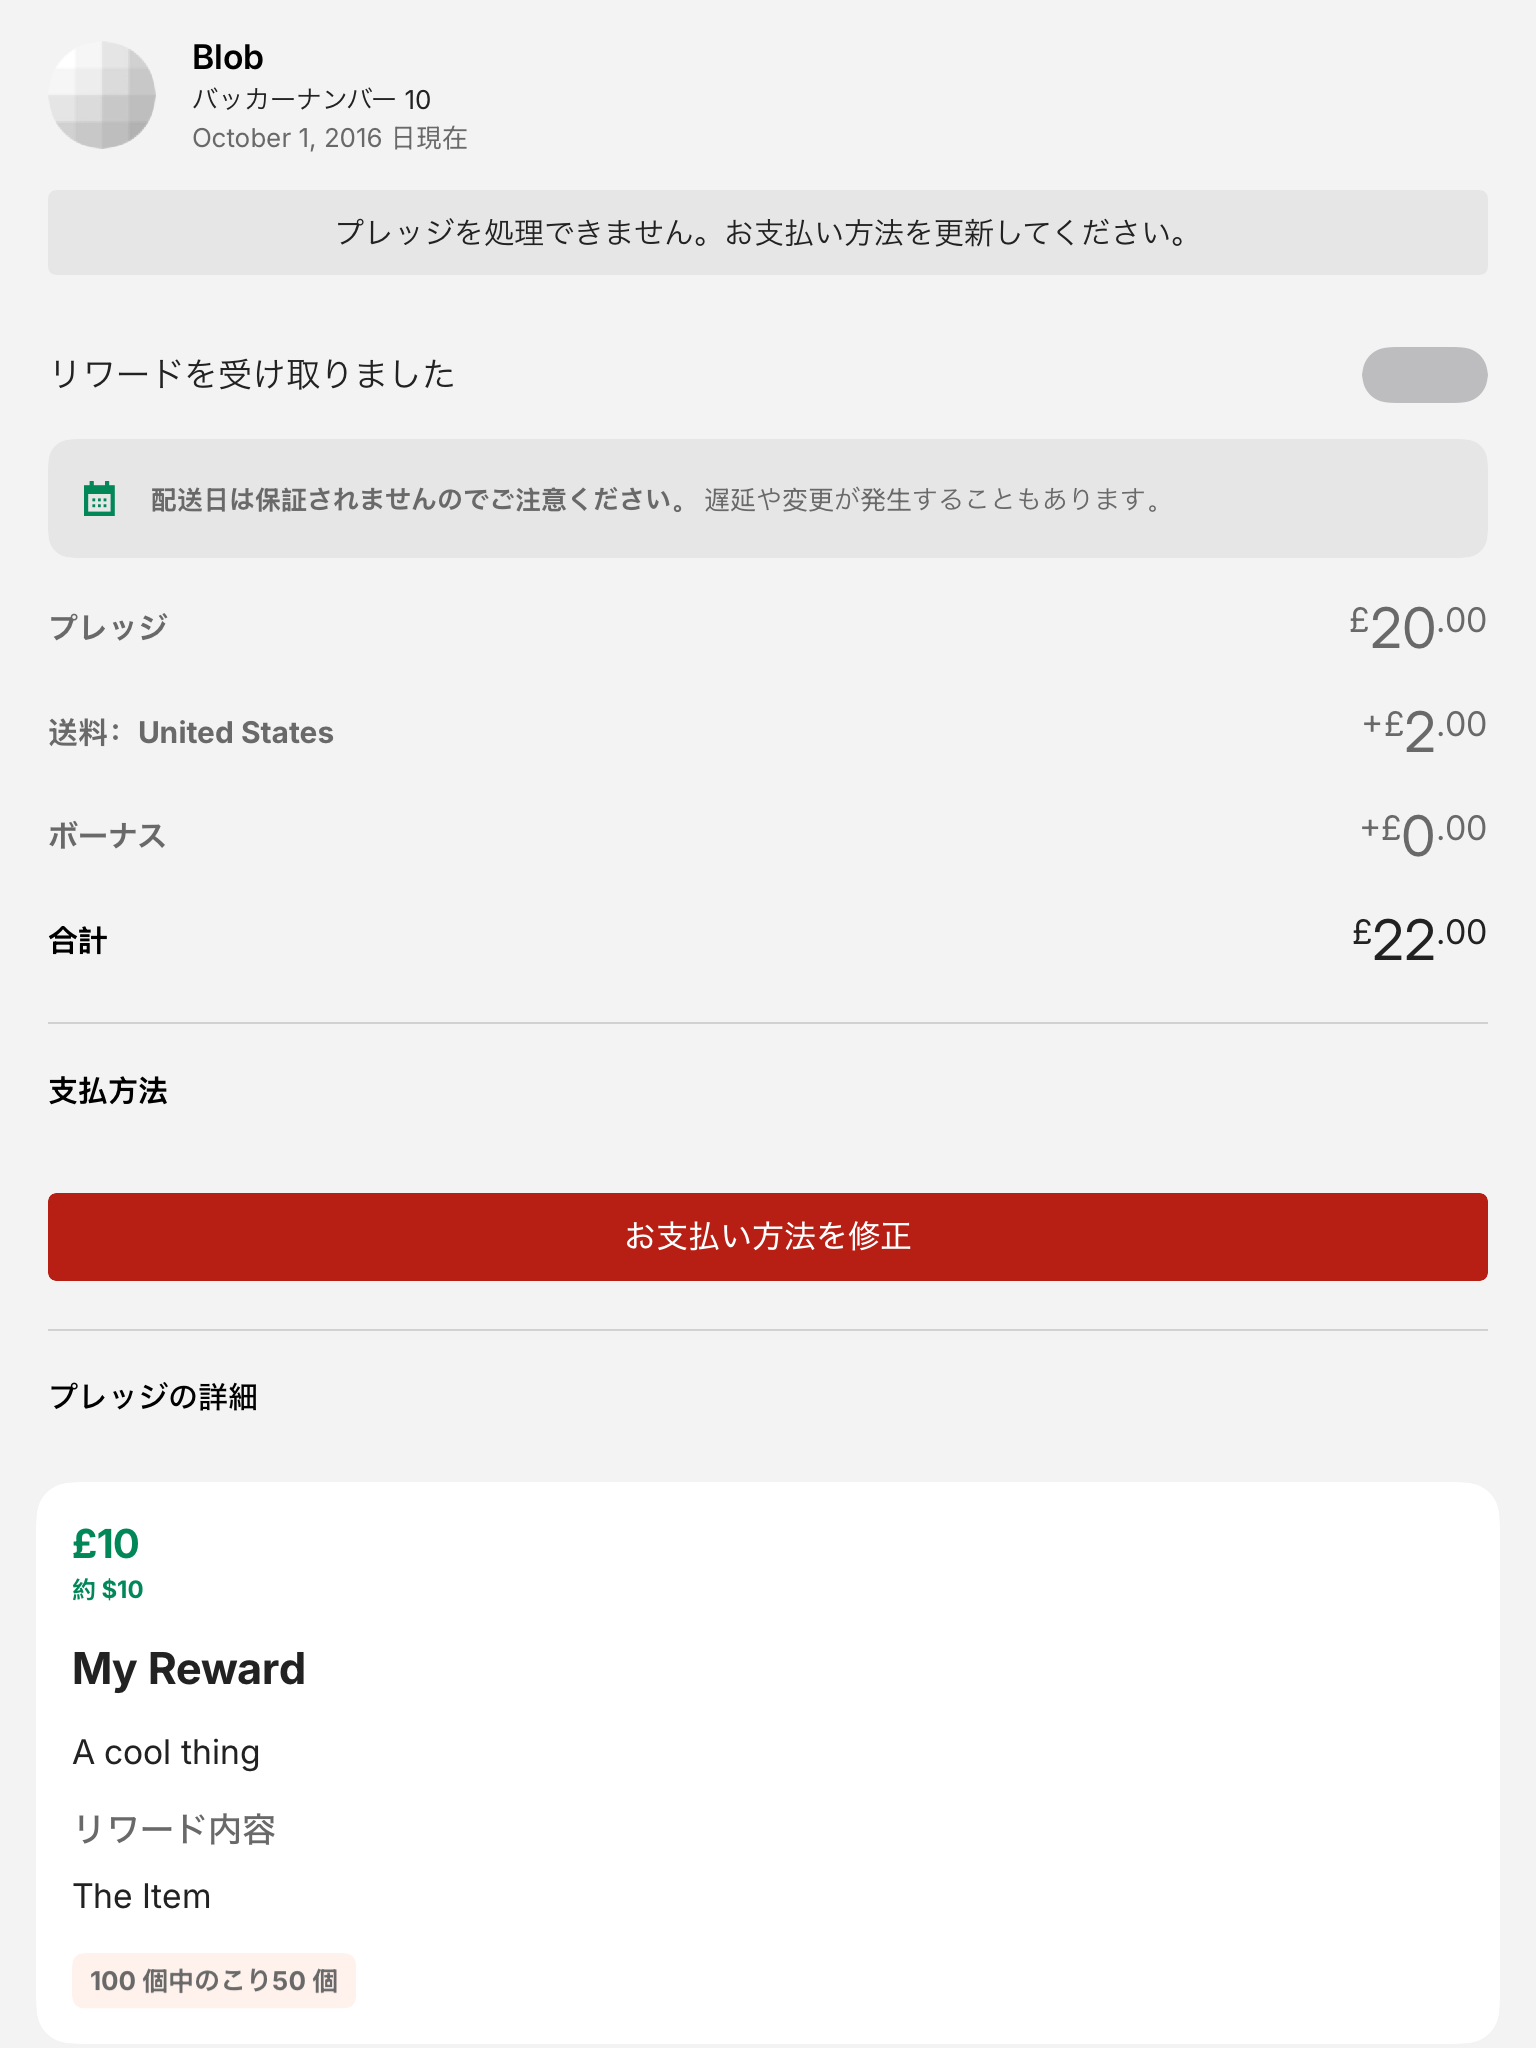 Blob
バッカーナンバー 10
October 1, 2016 日現在
プレッジを処理できません。お支払い方法を更新してください。
リワードを受け取りました
配送日は保証されませんのでご注意ください。 遅延や変更が発生することもあります。
プレッジ £20.00
送料: United States +£2.00
ボーナス +£0.00
合計 £22.00
支払方法
お支払い方法を修正
プレッジの詳細
£10
約 $10
My Reward
A cool thing
リワード内容
The Item
100 個中のこり50 個